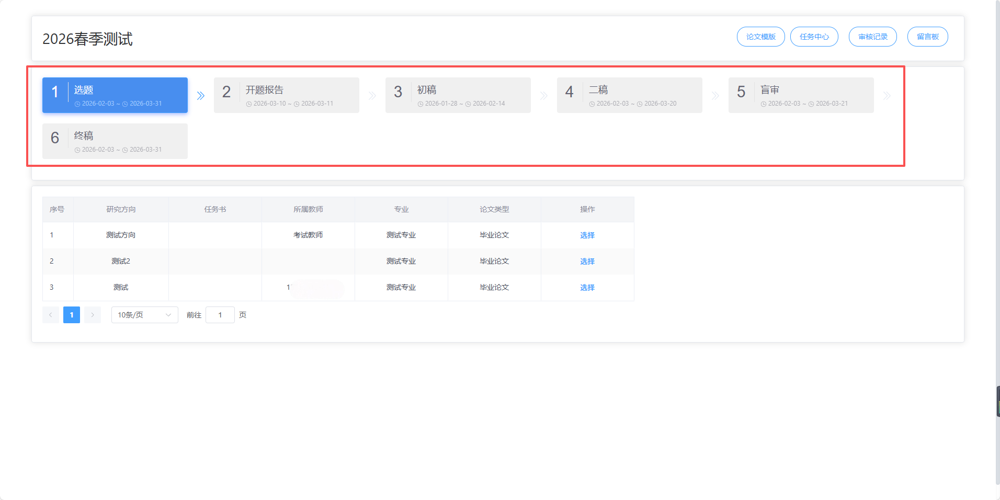 2026春季测试
论文模版 任务中心 审核记录 留言板
1 选题
2026-02-03 ~ 2026-03-31
2 开题报告
2026-03-10 ~ 2026-03-11
3 初稿
2026-01-28 ~ 2026-02-14
4 二稿
2026-02-03 ~ 2026-03-20
5 盲审
2026-02-03 ~ 2026-03-21
6 终稿
2026-02-03 ~ 2026-03-31
序号 研究方向 任务书 所属教师 专业 论文类型 操作
1 测试方向 考试教师 测试专业 毕业论文 选择
2 测试2 测试专业 毕业论文 选择
3 测试 1 测试专业 毕业论文 选择
1 10条/页 前往 1 页